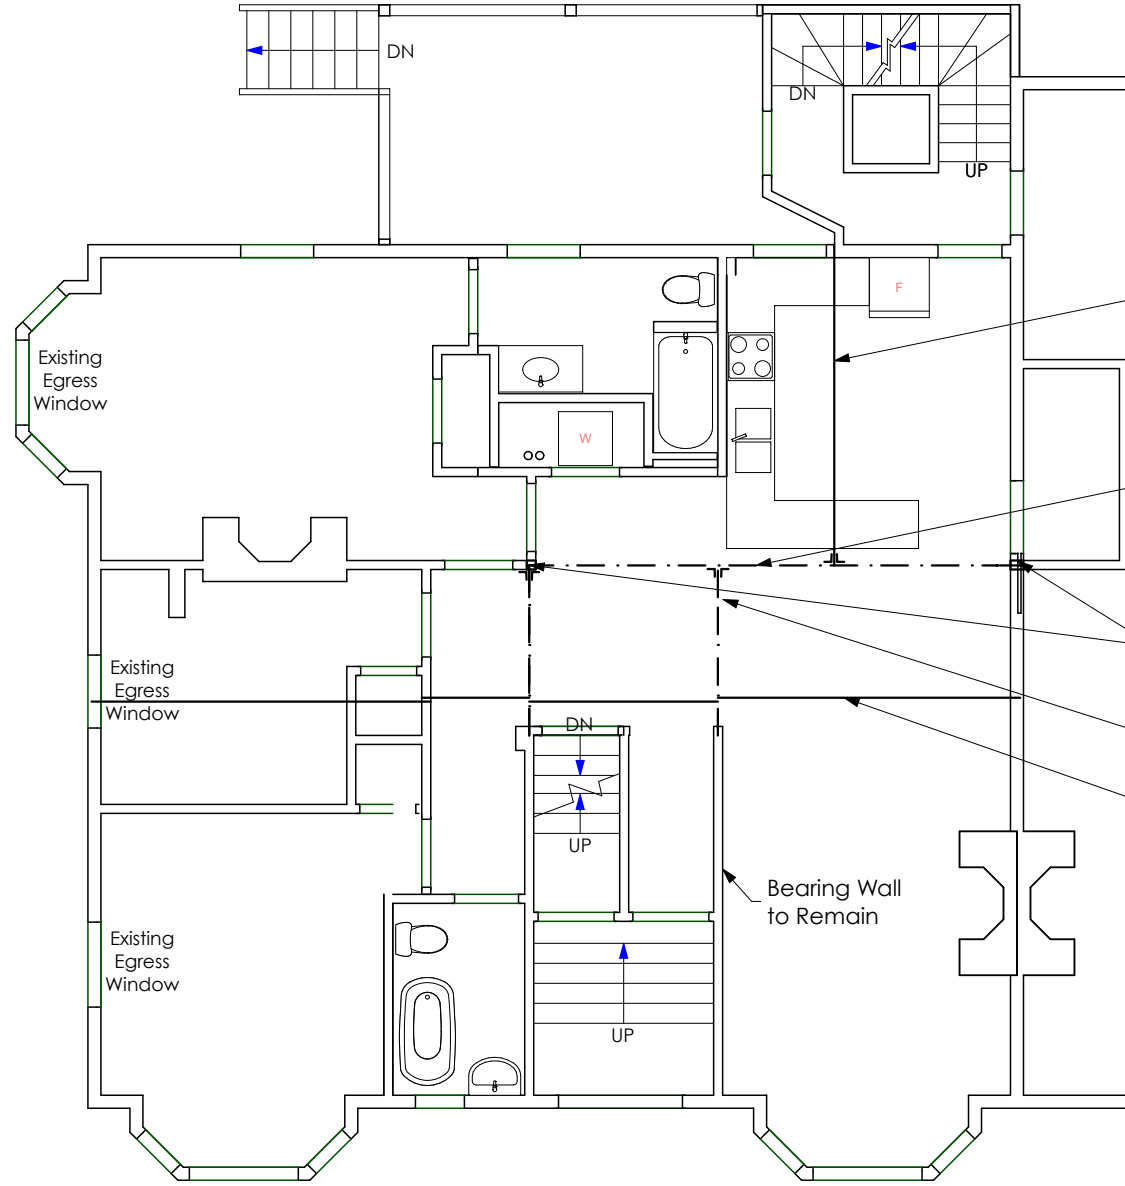 DN
DN
UP
F
Existing
Egress
Window
W
Existing
Egress
Window
DN
UP
Bearing Wall
to Remain
Existing
Egress
Window
UP